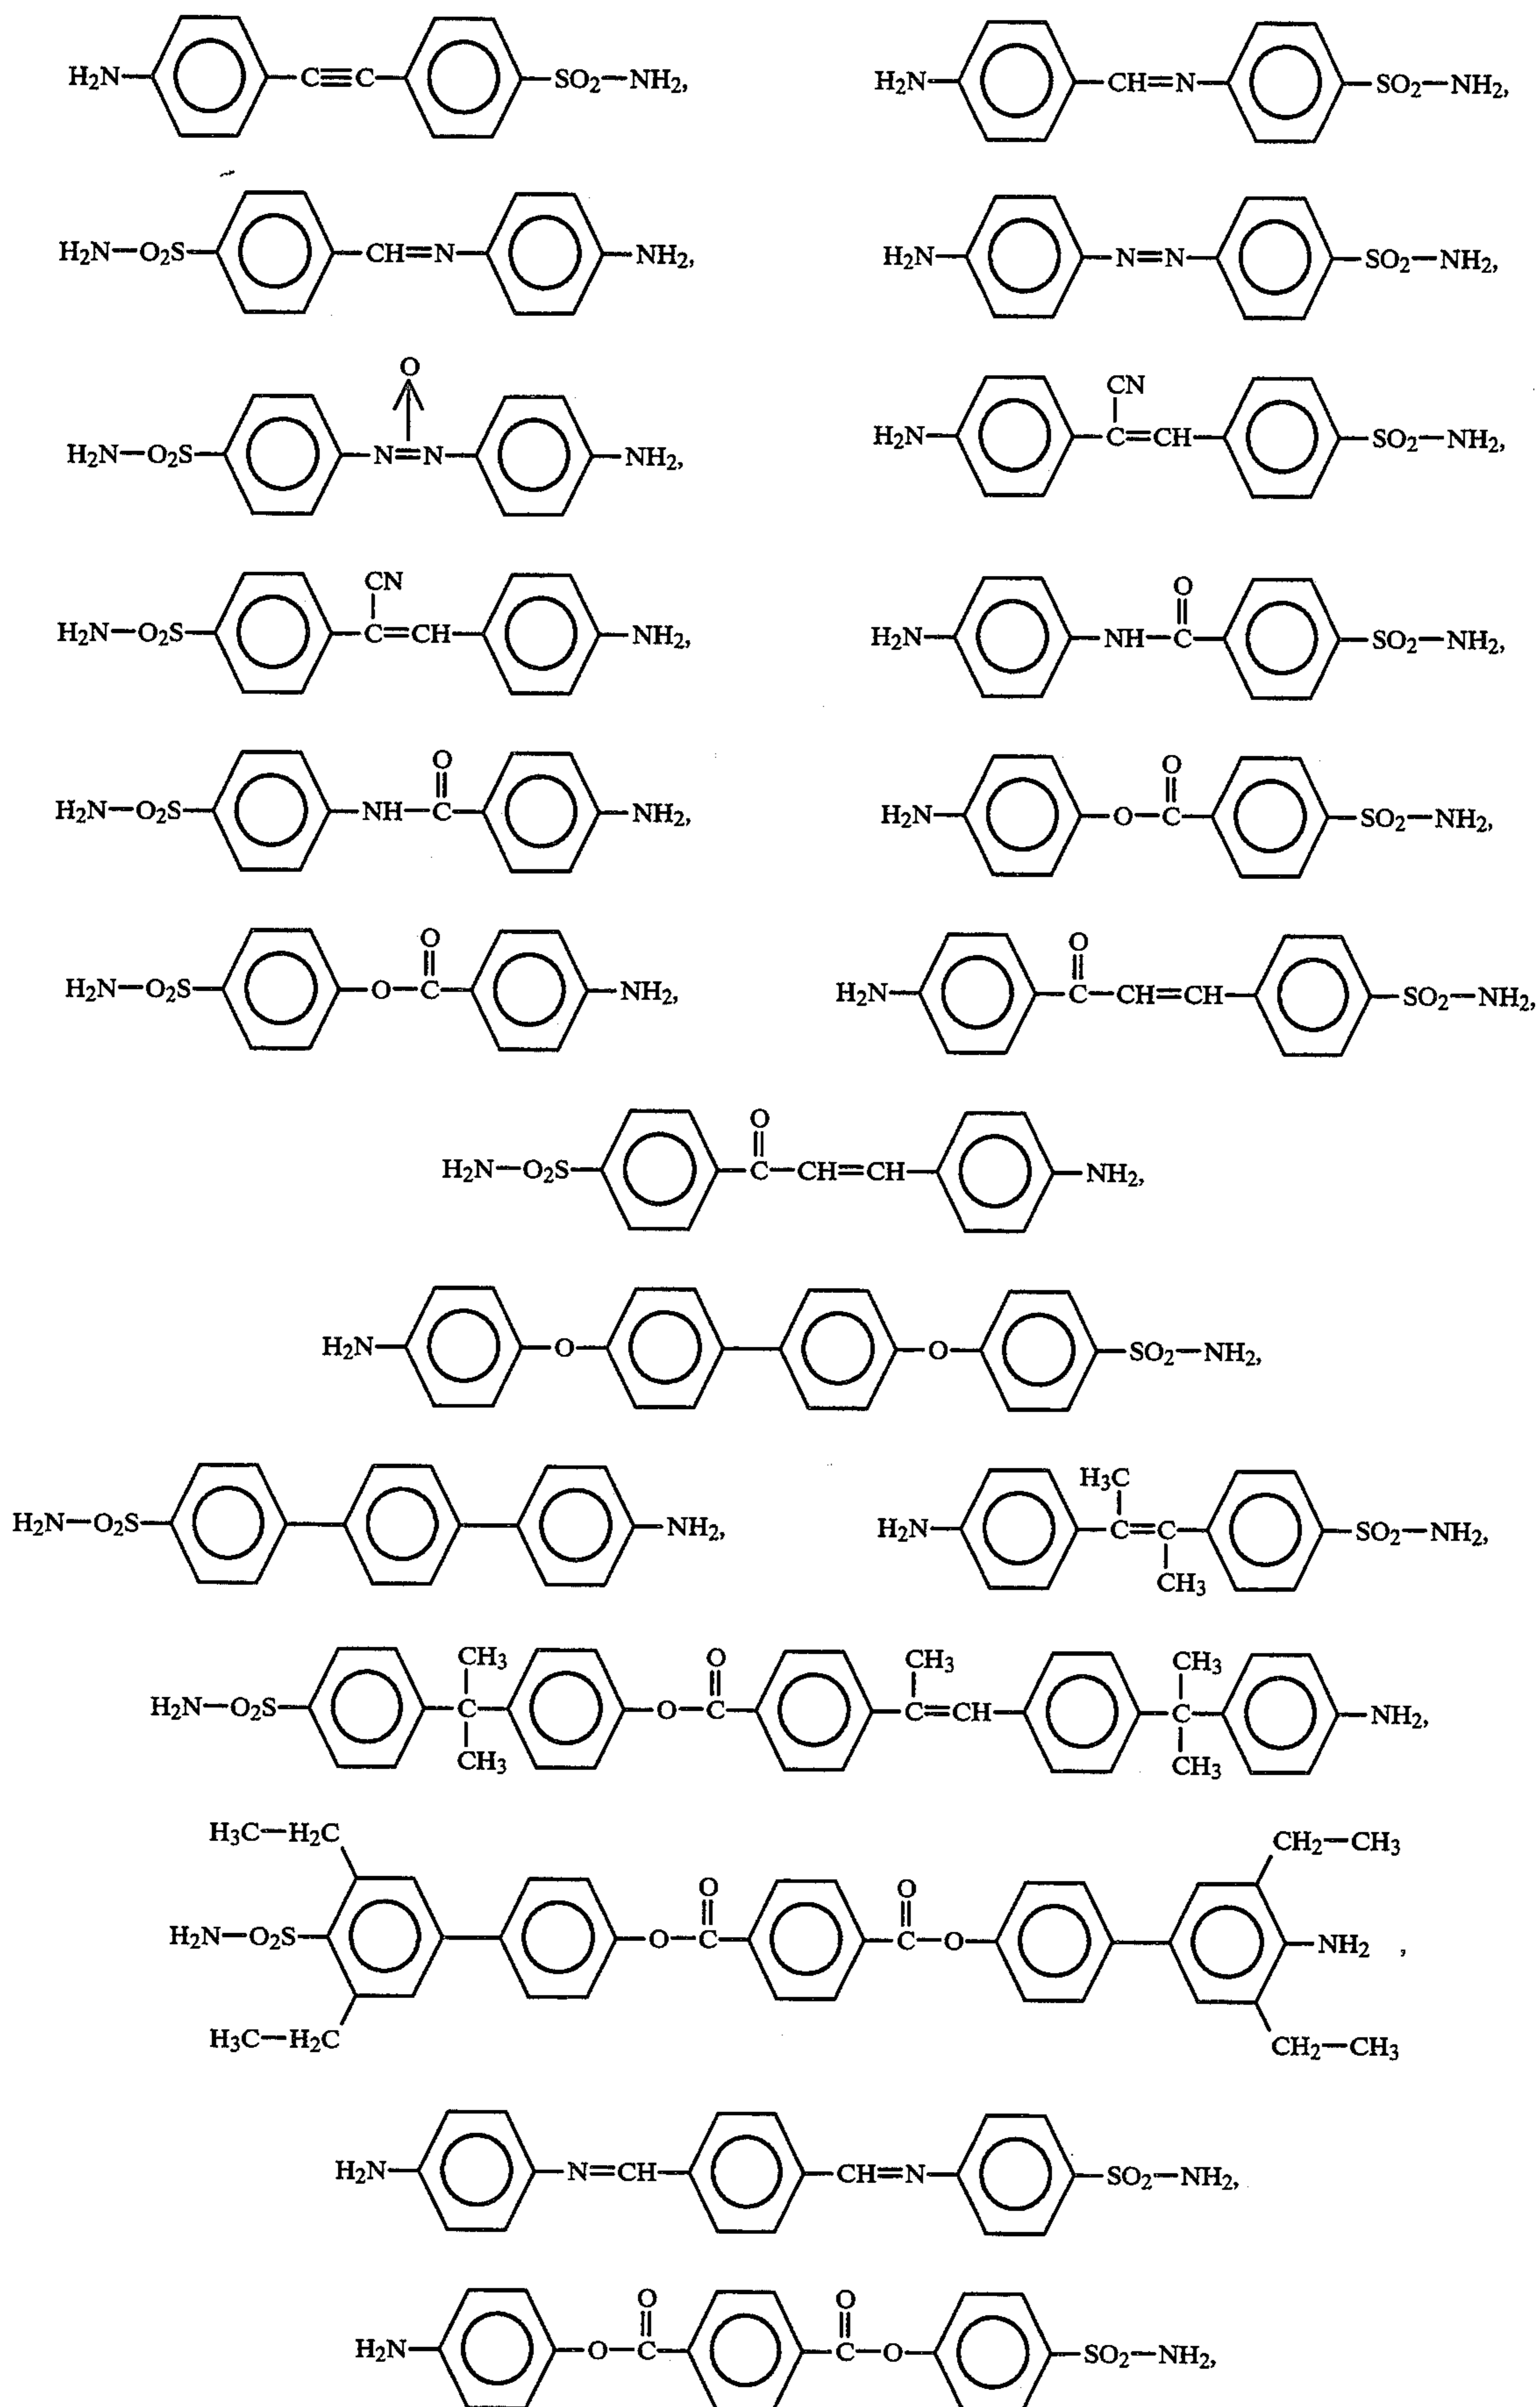 H2N—C≡C—SO2—NH2, H2N—CH=N—SO2—NH2,
H2N—O2S—CH=N—NH2, H2N—N=N—SO2—NH2,
O
H2N—O2S—N=N—NH2,
CN
H2N—C=CH—SO2—NH2,
CN
H2N—O2S—C=CH—NH2,
O
H2N—NH—C—SO2—NH2,
O
H2N—O2S—NH—C—NH2,
O
H2N—O—C—SO2—NH2,
O
H2N—O2S—O—C—NH2,
O
H2N—C—CH=CH—SO2—NH2,
O
H2N—O2S—C—CH=CH—NH2,
H2N—O—O—SO2—NH2,
H2N—O2S—NH2,
H3C
H2N—C=C—SO2—NH2,
CH3
CH3 O CH3 CH3
H2N—O2S—C—O—C—C=CH—C—NH2,
CH3 CH3
H3C—H2C CH2—CH3
O O
H2N—O2S—O—C—C—O—NH2 ,
H3C—H2C CH2—CH3
H2N—N=CH—CH=N—SO2—NH2,
O O
H2N—O—C—C—O—SO2—NH2,